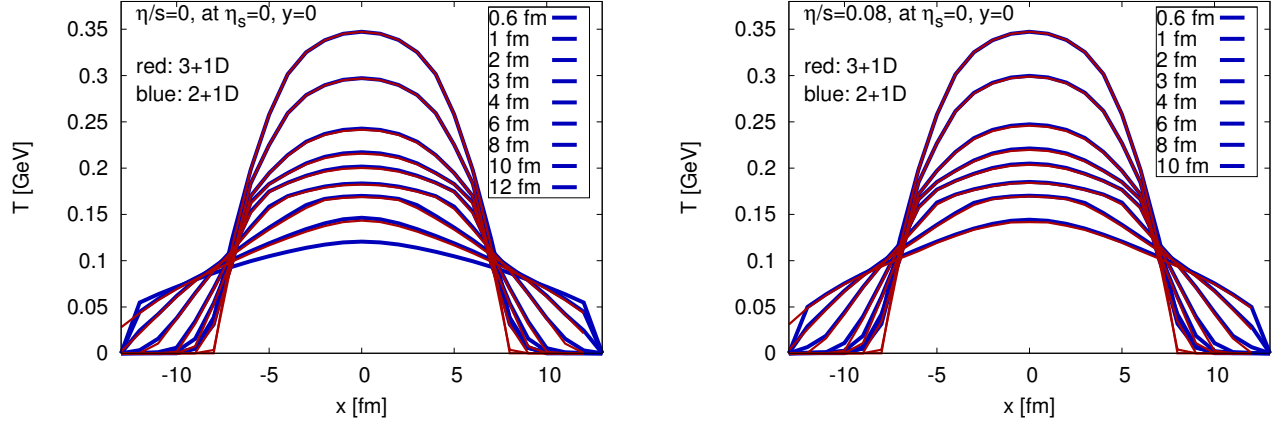 η/s=0, at ηs=0, y=0
red: 3+1D
blue: 2+1D
0.6 fm
1 fm
2 fm
3 fm
4 fm
6 fm
8 fm
10 fm
12 fm
T [GeV]
0.35
0.3
0.25
0.2
0.15
0.1
0.05
0
-10
-5
0
5
10
x [fm]
η/s=0.08, at ηs=0, y=0
red: 3+1D
blue: 2+1D
0.6 fm
1 fm
2 fm
3 fm
4 fm
6 fm
8 fm
10 fm
T [GeV]
0.35
0.3
0.25
0.2
0.15
0.1
0.05
0
-10
-5
0
5
10
x [fm]